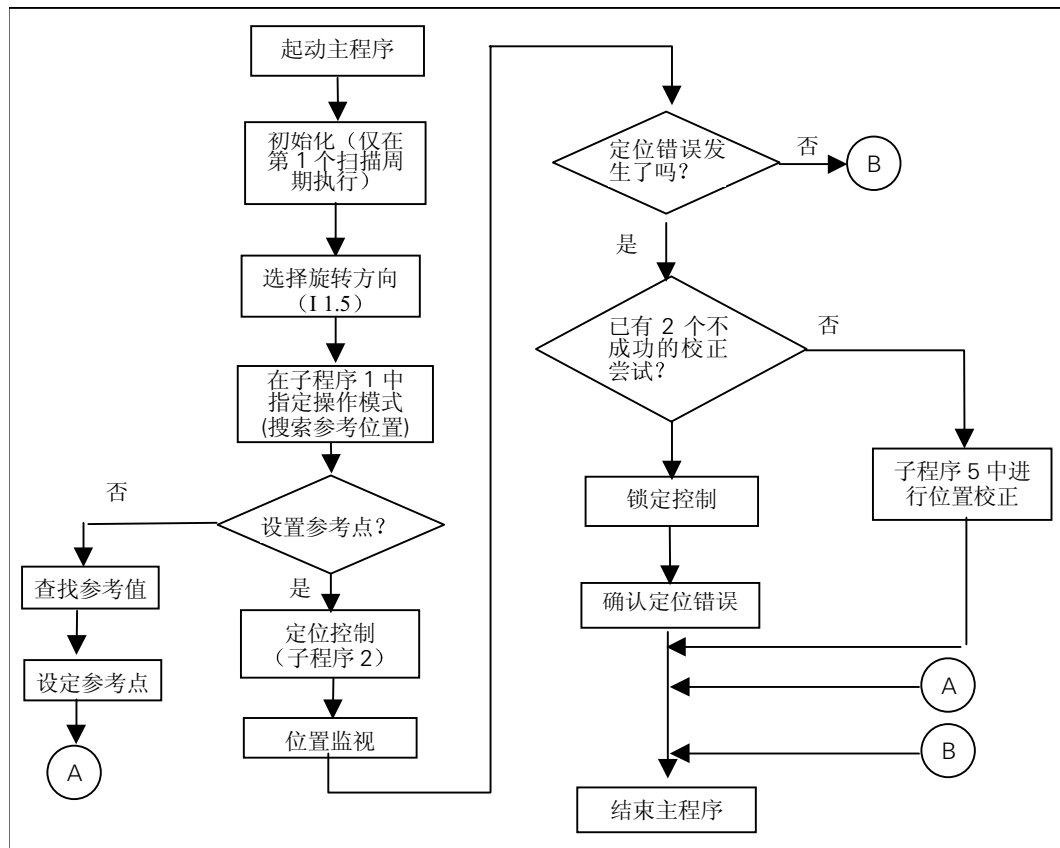 起动主程序
初始化（仅在
第 1 个扫描周
期执行）
选择旋转方向
（I 1.5）
在子程序 1 中
指定操作模式
(搜索参考位置)
否
设置参考点？
查找参考值
是
设定参考点
定位控制
（子程序 2）
位置监视
A
定位错误发
生了吗？
否
B
是
已有 2 个不
成功的校正
尝试？
否
子程序 5 中进
行位置校正
锁定控制
确认定位错误
A
B
结束主程序